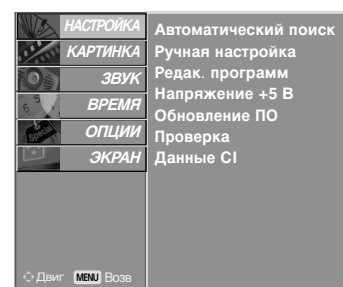 НАСТРОЙКА
КАРТИНКА
ЗВУК
ВРЕМЯ
ОПЦИИ
ЭКРАН
Автоматический поиск
Ручная настройка
Редак. программ
Напряжение +5 В
Обновление ПО
Проверка
Данные CI
Special
Двиг MENU Возв